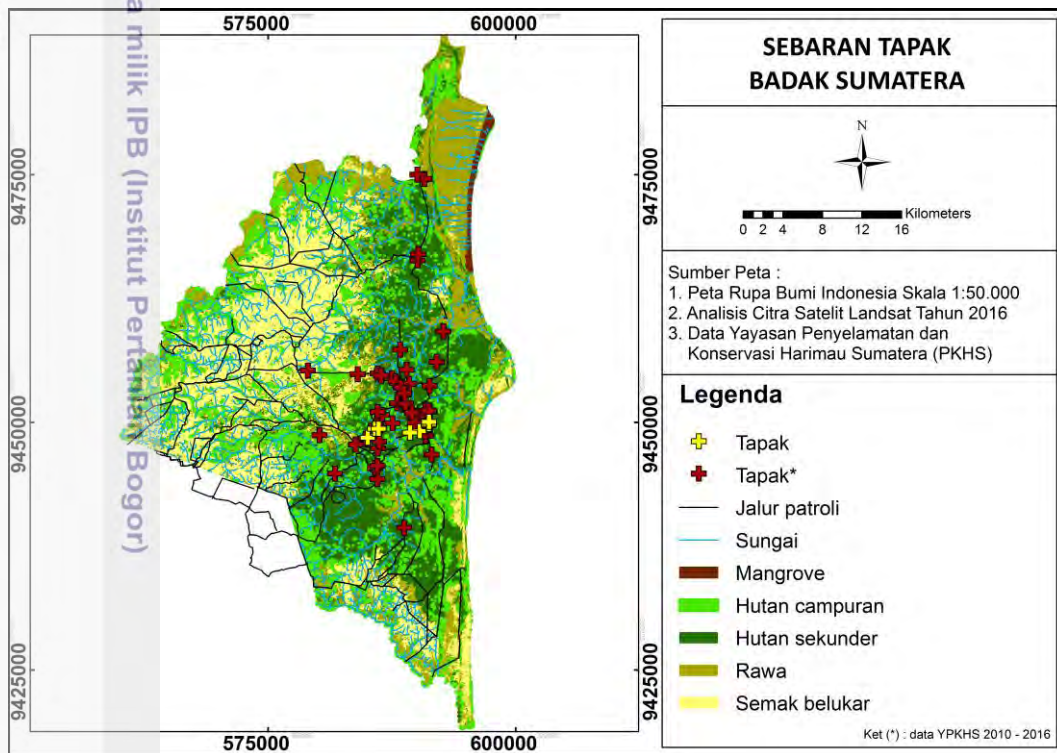 575000
600000
9475000
9450000
9425000
9475000
9450000
9425000
575000
600000
a milik IPB (Institut Pertanian Bogor)
SEBARAN TAPAK
BADAK SUMATERA
N
Kilometers
0 2 4 8 12 16
Sumber Peta :
1. Peta Rupa Bumi Indonesia Skala 1:50.000
2. Analisis Citra Satelit Landsat Tahun 2016
3. Data Yayasan Penyelamatan dan
Konservasi Harimau Sumatera (PKHS)
Legenda
Tapak
Tapak*
Jalur patroli
Sungai
Mangrove
Hutan campuran
Hutan sekunder
Rawa
Semak belukar
Ket (*) : data YPKHS 2010 - 2016